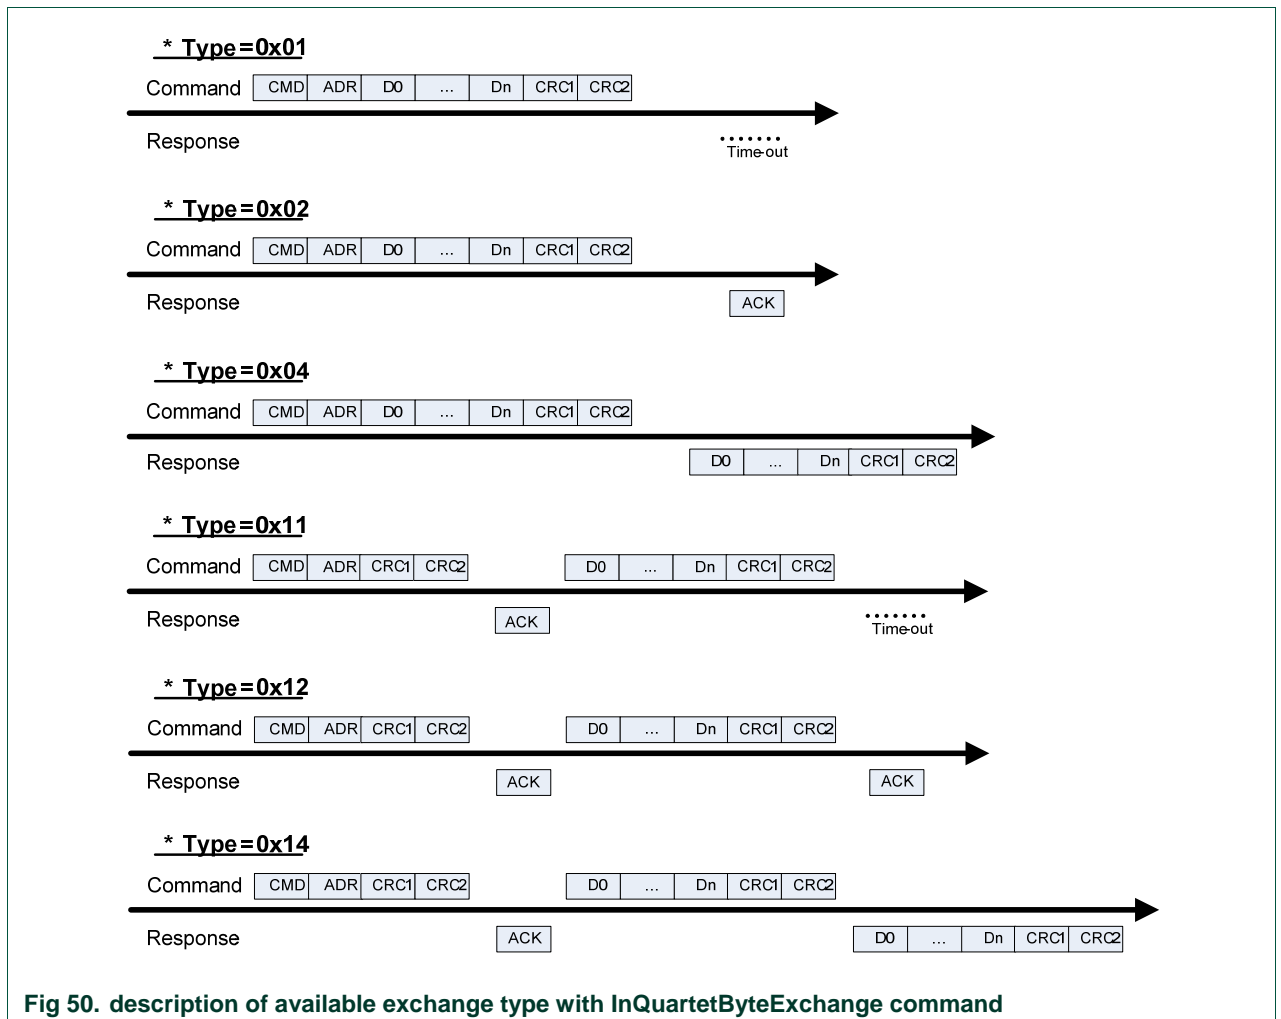 * Type=0x01
Command CMD ADR D0 ... Dn CRC1 CRC2
Response
Time-out
* Type=0x02
Command CMD ADR D0 ... Dn CRC1 CRC2
Response ACK
* Type=0x04
Command CMD ADR D0 ... Dn CRC1 CRC2
Response D0 ... Dn CRC1 CRC2
* Type=0x11
Command CMD ADR CRC1 CRC2 D0 ... Dn CRC1 CRC2
Response ACK
Time-out
* Type=0x12
Command CMD ADR CRC1 CRC2 D0 ... Dn CRC1 CRC2
Response ACK ACK
* Type=0x14
Command CMD ADR CRC1 CRC2 D0 ... Dn CRC1 CRC2
Response ACK D0 ... Dn CRC1 CRC2
Fig 50. description of available exchange type with InQuartetByteExchange command